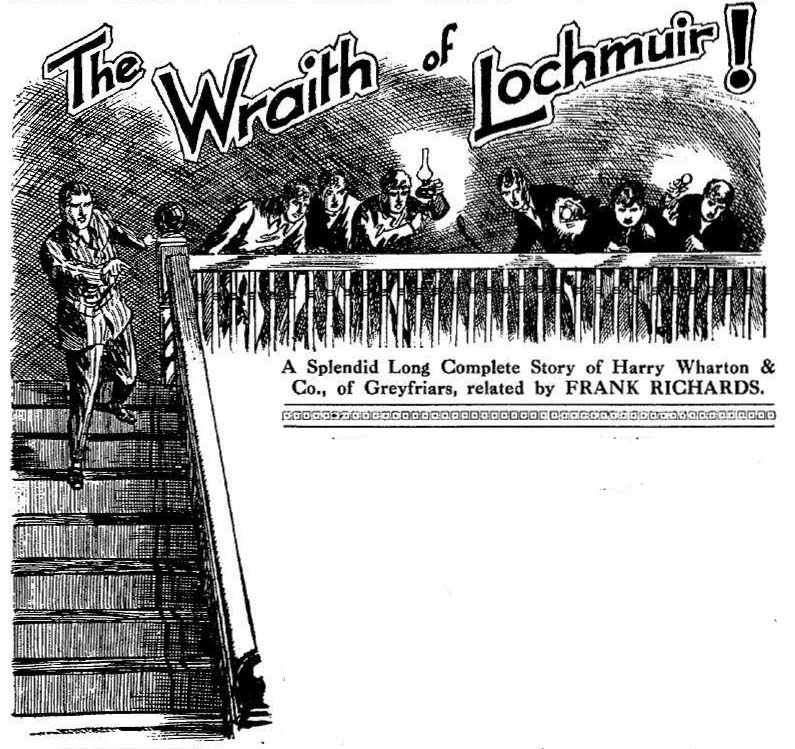 The Wraith of Lochmuir!
A Splendid Long Complete Story of Harry Wharton &
Co., of Greyfriars, related by FRANK RICHARDS.